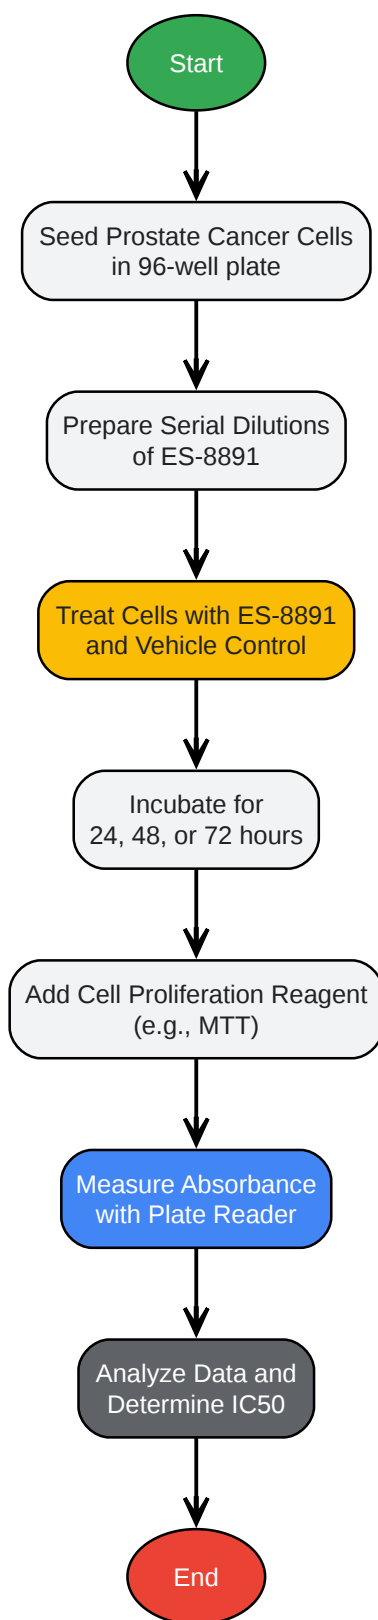 Start
Seed Prostate Cancer Cells
in 96-well plate
Prepare Serial Dilutions
of ES-8891
Treat Cells with ES-8891
and Vehicle Control
Incubate for
24, 48, or 72 hours
Add Cell Proliferation Reagent
(e.g., MTT)
Measure Absorbance
with Plate Reader
Analyze Data and
Determine IC50
End